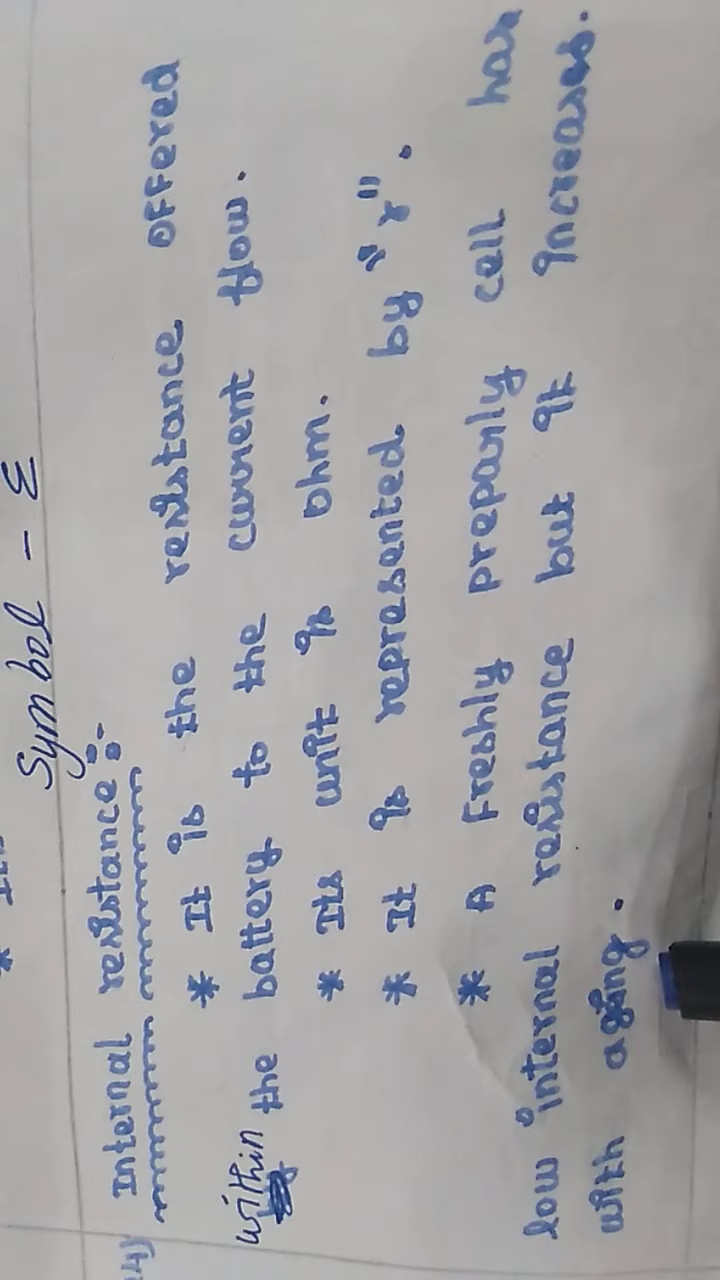 Symbol - E
4) Internal resistance :-
* It is the resistance offered
within the battery to the current flow.
* Its unit is ohm.
* It is represented by "r".
* A Freshly preparly cell has
low internal resistance but it increases.
with aging.